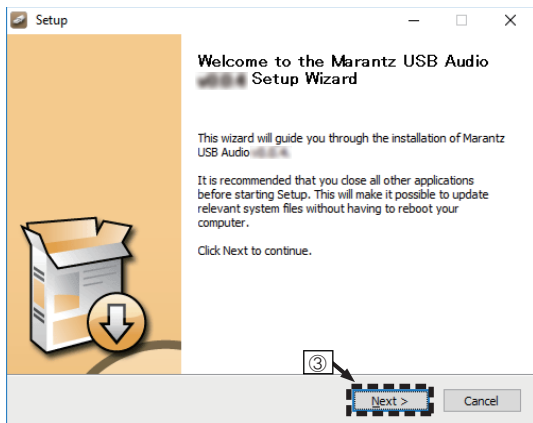 Setup
Welcome to the Marantz USB Audio
Setup Wizard
This wizard will guide you through the installation of Marantz
USB Audio
It is recommended that you close all other applications
before starting Setup. This will make it possible to update
relevant system files without having to reboot your
computer.
Click Next to continue.
③
Next >
Cancel